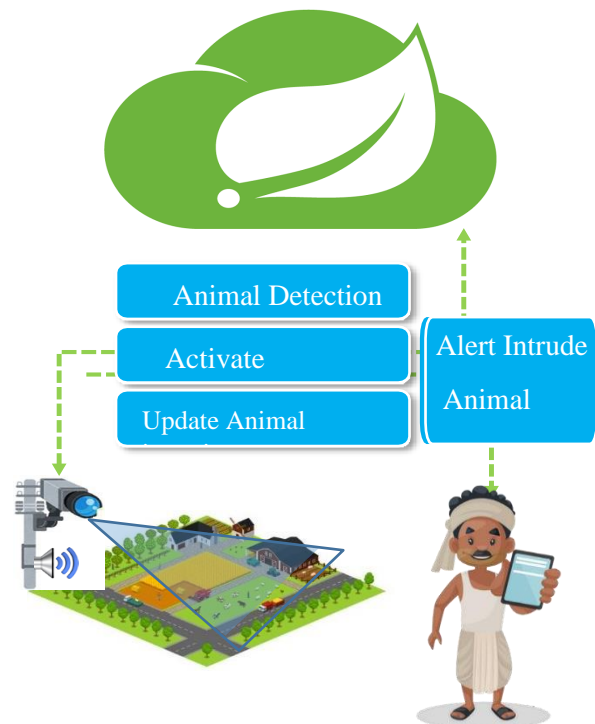 Animal Detection
Activate
Update Animal
Alert Intrude
Animal